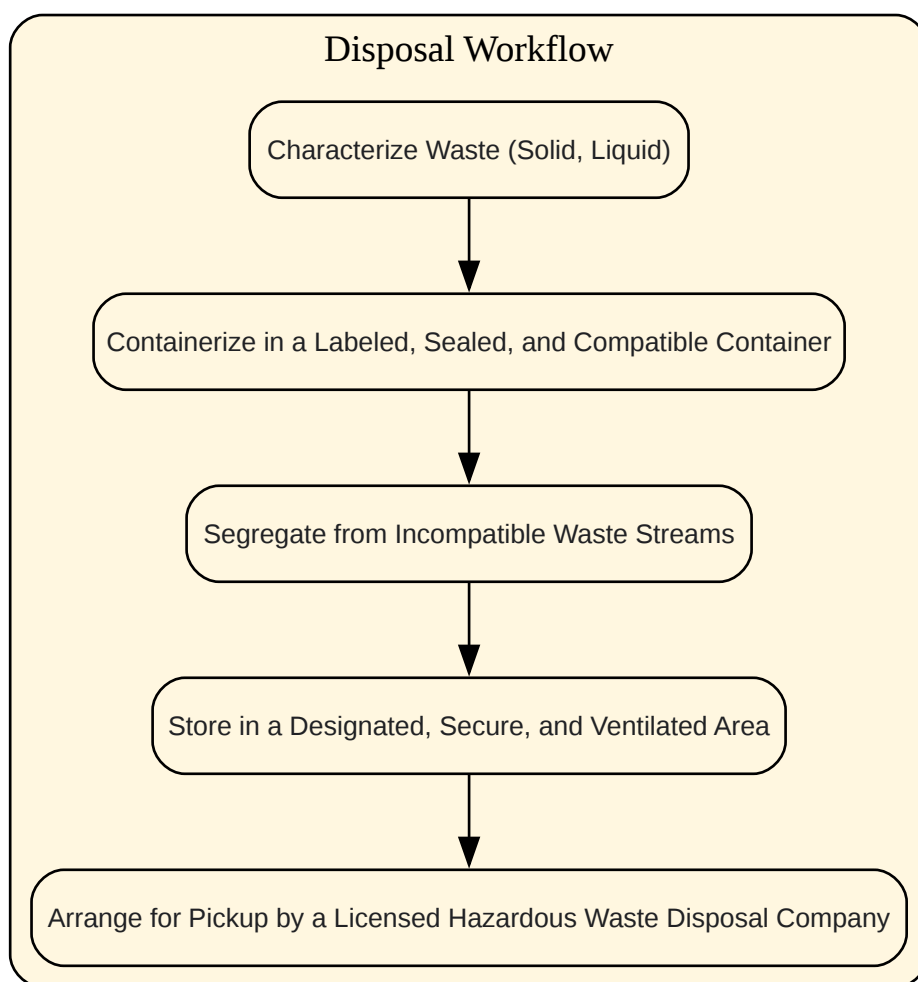 Disposal Workflow
Characterize Waste (Solid, Liquid)
Containerize in a Labeled, Sealed, and Compatible Container
Segregate from Incompatible Waste Streams
Store in a Designated, Secure, and Ventilated Area
Arrange for Pickup by a Licensed Hazardous Waste Disposal Company